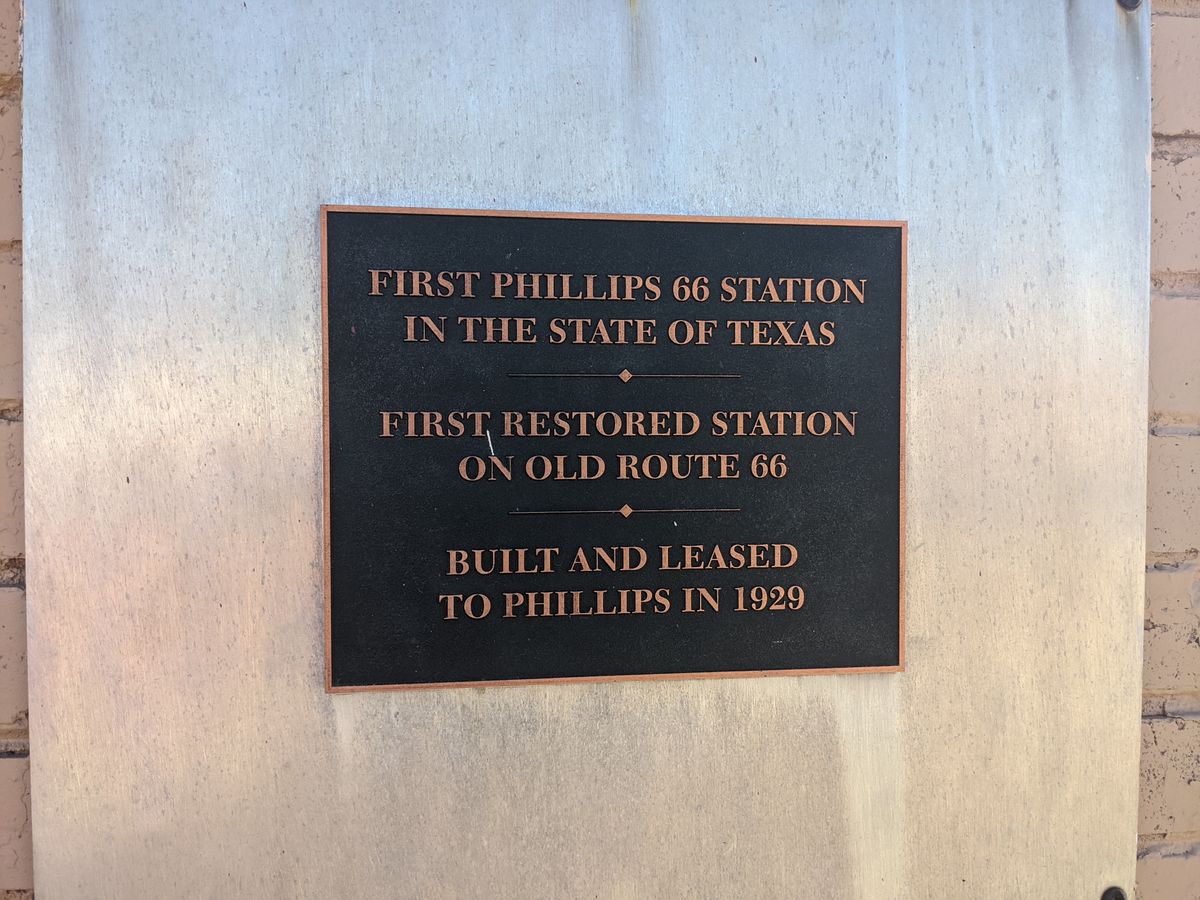 FIRST PHILLIPS 66 STATION
IN THE STATE OF TEXAS
FIRST RESTORED STATION
ON OLD ROUTE 66
BUILT AND LEASED
TO PHILLIPS IN 1929